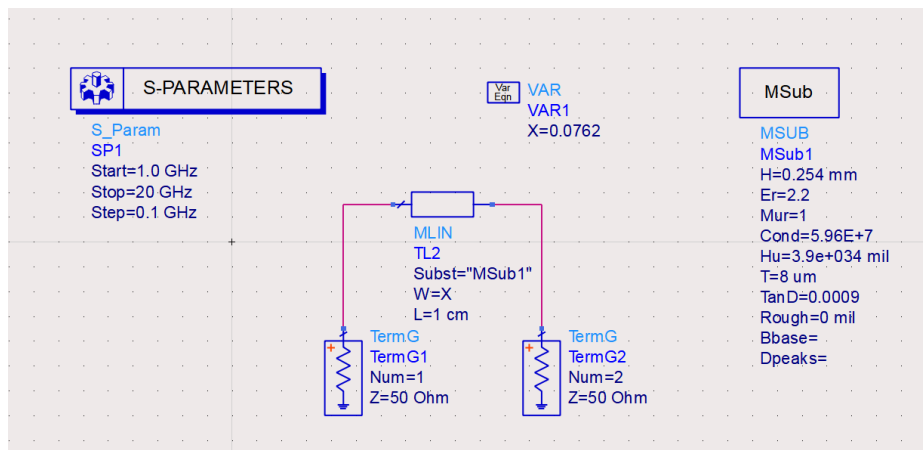 S-PARAMETERS
S_Param
SP1
Start=1.0 GHz
Stop=20 GHz
Step=0.1 GHz
Var
Eqn
VAR
VAR1
X=0.0762
MSub
MSUB
MSub1
H=0.254 mm
Er=2.2
Mur=1
Cond=5.96E+7
Hu=3.9e+034 mil
T=8 um
TanD=0.0009
Rough=0 mil
Bbase=
Dpeaks=
MLIN
TL2
Subst="MSub1"
W=X
L=1 cm
TermG
TermG1
Num=1
Z=50 Ohm
TermG
TermG2
Num=2
Z=50 Ohm